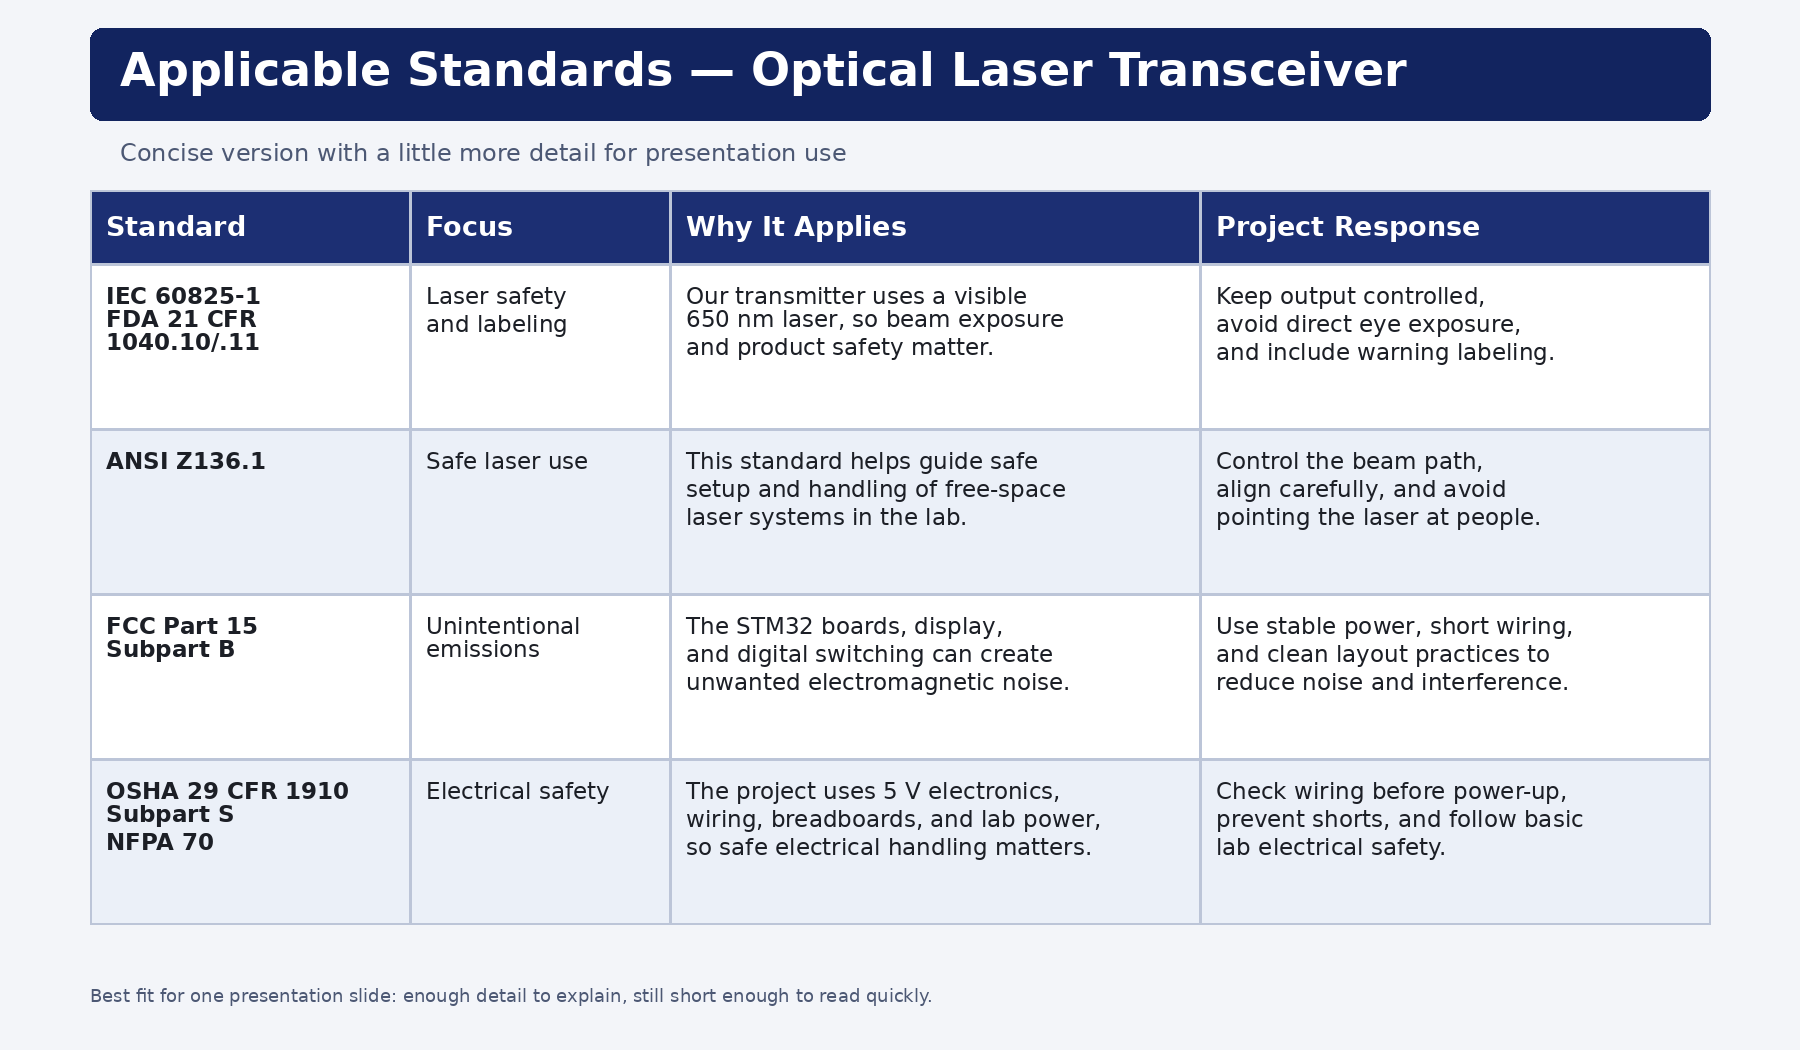 Applicable Standards — Optical Laser Transceiver
Concise version with a little more detail for presentation use
Standard
Focus
Why It Applies
Project Response
IEC 60825-1
FDA 21 CFR
1040.10/.11
Laser safety
and labeling
Our transmitter uses a visible
650 nm laser, so beam exposure
and product safety matter.
Keep output controlled,
avoid direct eye exposure,
and include warning labeling.
ANSI Z136.1
Safe laser use
This standard helps guide safe
setup and handling of free-space
laser systems in the lab.
Control the beam path,
align carefully, and avoid
pointing the laser at people.
FCC Part 15
Subpart B
Unintentional
emissions
The STM32 boards, display,
and digital switching can create
unwanted electromagnetic noise.
Use stable power, short wiring,
and clean layout practices to
reduce noise and interference.
OSHA 29 CFR 1910
Subpart S
NFPA 70
Electrical safety
The project uses 5 V electronics,
wiring, breadboards, and lab power,
so safe electrical handling matters.
Check wiring before power-up,
prevent shorts, and follow basic
lab electrical safety.
Best fit for one presentation slide: enough detail to explain, still short enough to read quickly.